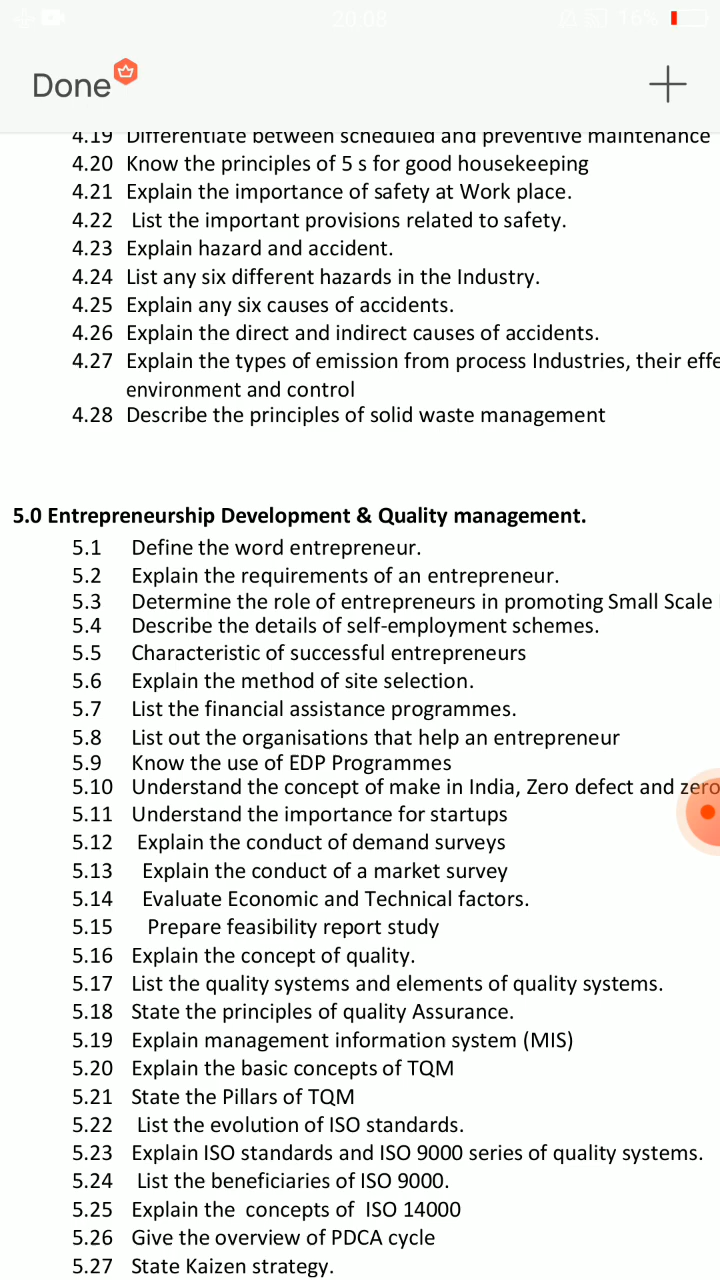 20:08
16%
Done
4.19 Differentiate between scheduled and preventive maintenance
4.20 Know the principles of 5 s for good housekeeping
4.21 Explain the importance of safety at Work place.
4.22 List the important provisions related to safety.
4.23 Explain hazard and accident.
4.24 List any six different hazards in the Industry.
4.25 Explain any six causes of accidents.
4.26 Explain the direct and indirect causes of accidents.
4.27 Explain the types of emission from process Industries, their effe
environment and control
4.28 Describe the principles of solid waste management
5.0 Entrepreneurship Development & Quality management.
5.1 Define the word entrepreneur.
5.2 Explain the requirements of an entrepreneur.
5.3 Determine the role of entrepreneurs in promoting Small Scale
5.4 Describe the details of self-employment schemes.
5.5 Characteristic of successful entrepreneurs
5.6 Explain the method of site selection.
5.7 List the financial assistance programmes.
5.8 List out the organisations that help an entrepreneur
5.9 Know the use of EDP Programmes
5.10 Understand the concept of make in India, Zero defect and zero
5.11 Understand the importance for startups
5.12 Explain the conduct of demand surveys
5.13 Explain the conduct of a market survey
5.14 Evaluate Economic and Technical factors.
5.15 Prepare feasibility report study
5.16 Explain the concept of quality.
5.17 List the quality systems and elements of quality systems.
5.18 State the principles of quality Assurance.
5.19 Explain management information system (MIS)
5.20 Explain the basic concepts of TQM
5.21 State the Pillars of TQM
5.22 List the evolution of ISO standards.
5.23 Explain ISO standards and ISO 9000 series of quality systems.
5.24 List the beneficiaries of ISO 9000.
5.25 Explain the concepts of ISO 14000
5.26 Give the overview of PDCA cycle
5.27 State Kaizen strategy.